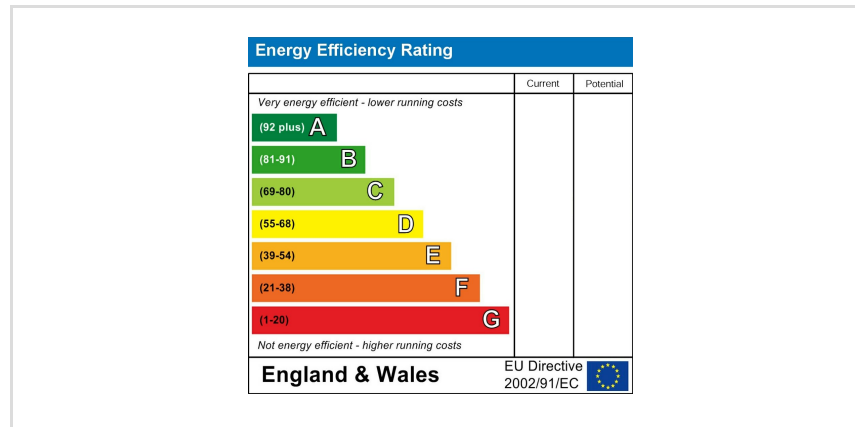 Energy Efficiency Rating
Current Potential
Very energy efficient - lower running costs
(92 plus) A
(81-91) B
(69-80) C
(55-68) D
(39-54) E
(21-38) F
(1-20) G
Not energy efficient - higher running costs
England & Wales
EU Directive
2002/91/EC